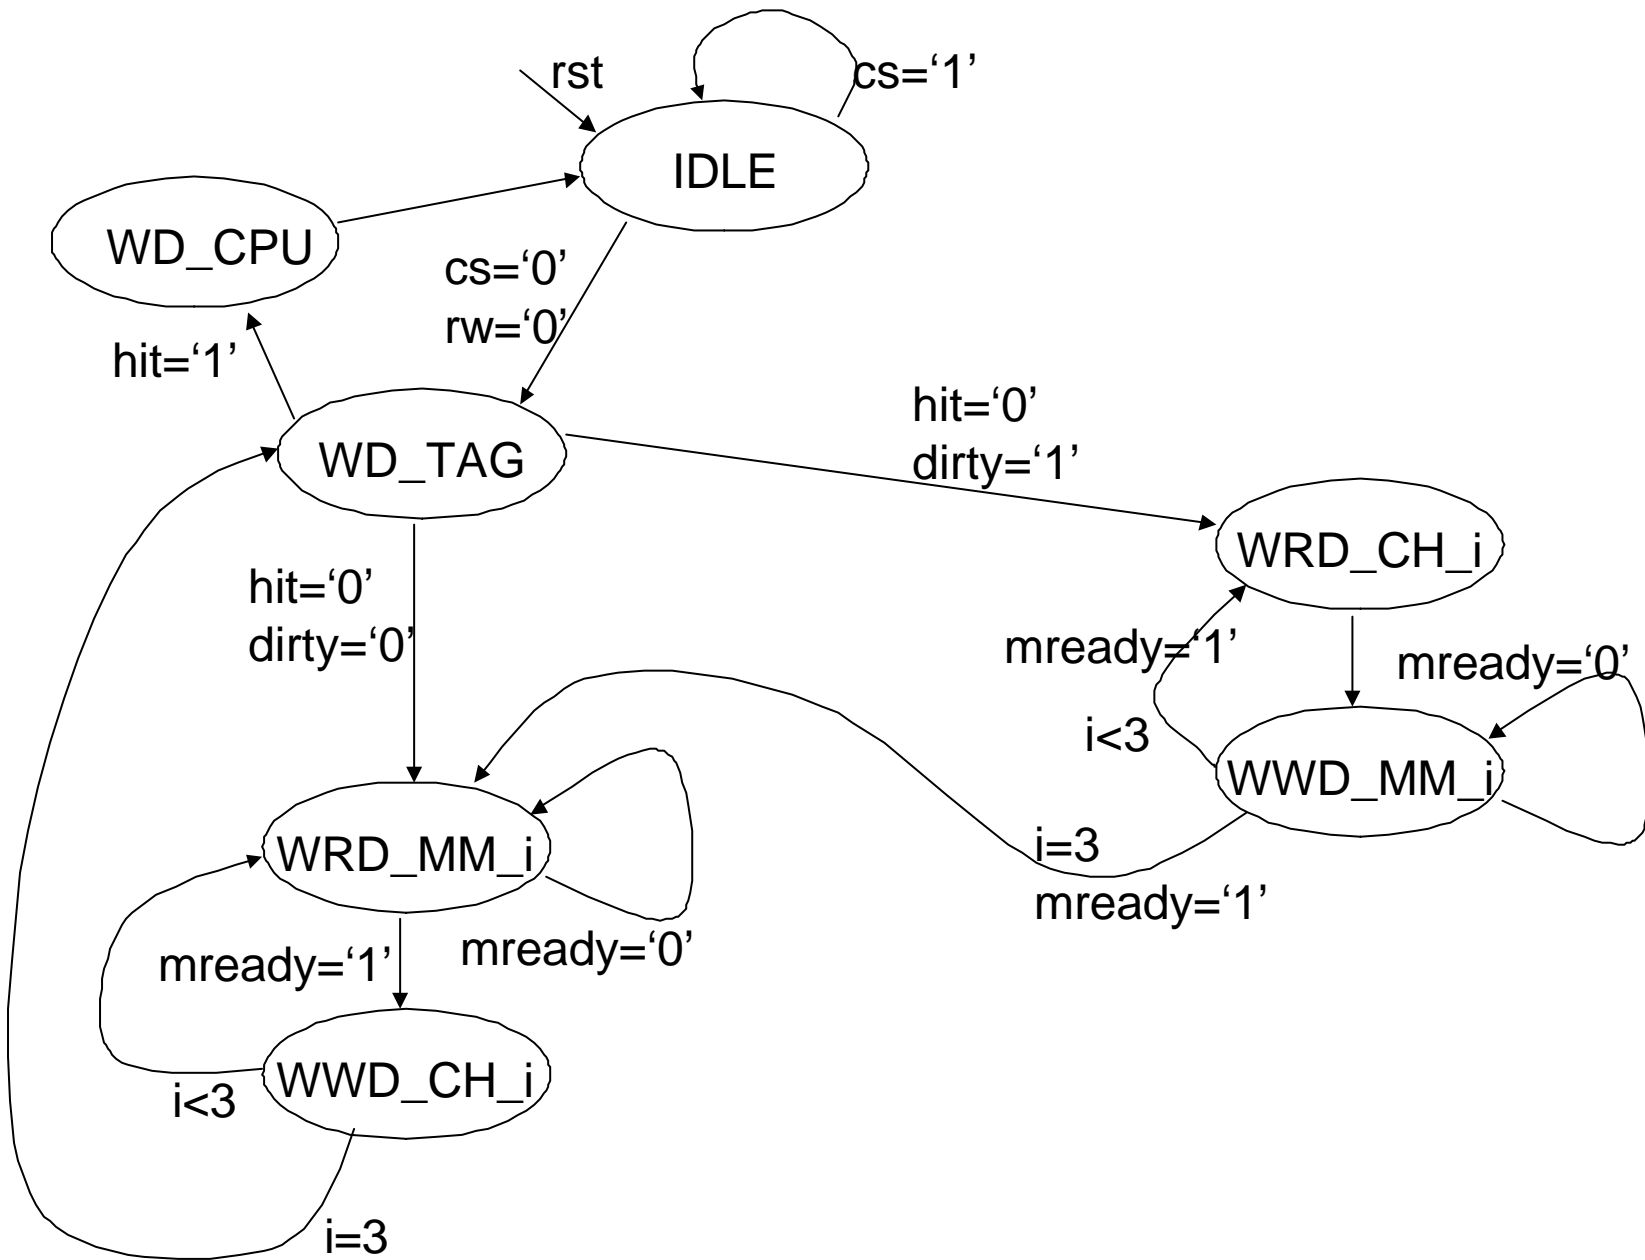 rst
cs=‘1’
IDLE
WD_CPU
cs=‘0’
rw=‘0’
hit=‘1’
hit=‘0’
dirty=‘1’
WD_TAG
WRD_CH_i
hit=‘0’
dirty=‘0’
mready=‘1’
mready=‘0’
i<3
WWD_MM_i
i=3
mready=‘1’
WRD_MM_i
mready=‘1’
mready=‘0’
WWD_CH_i
i<3
i=3